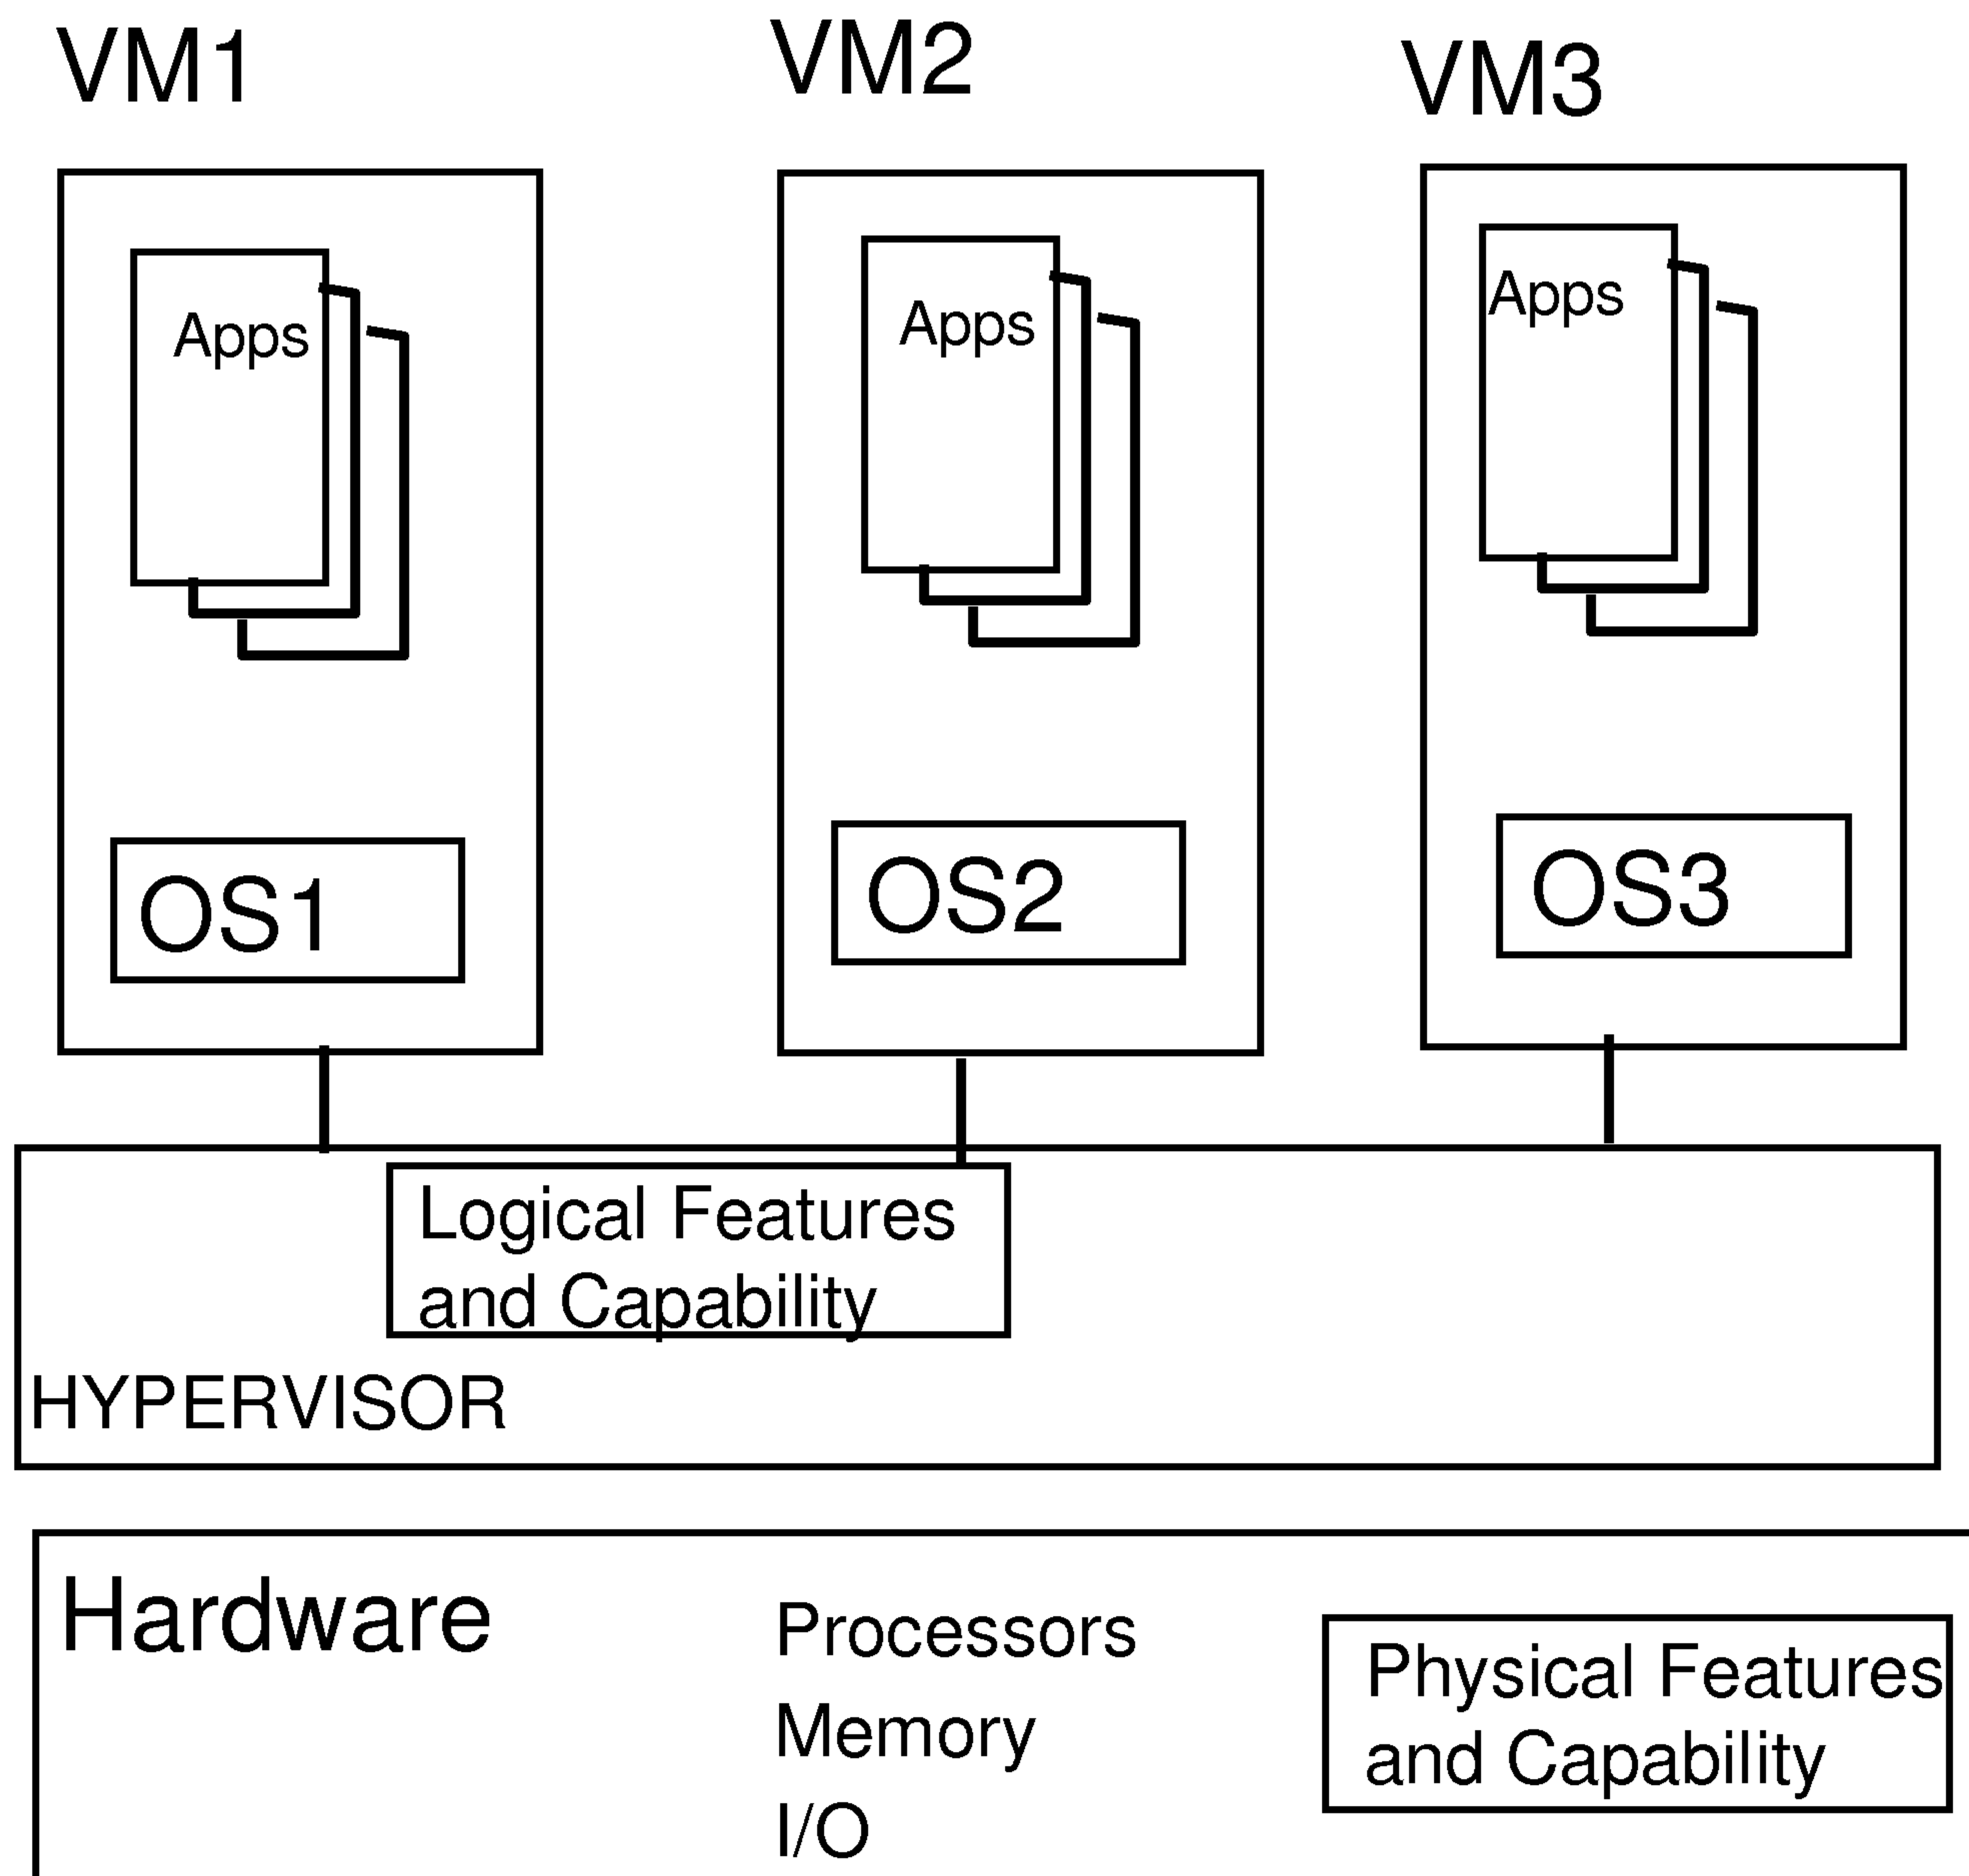 VM1
VM2
VM3
Apps
Apps
Apps
OS1
OS2
OS3
Logical Features
and Capability
HYPERVISOR
Hardware
Processors
Memory
I/O
Physical Features
and Capability